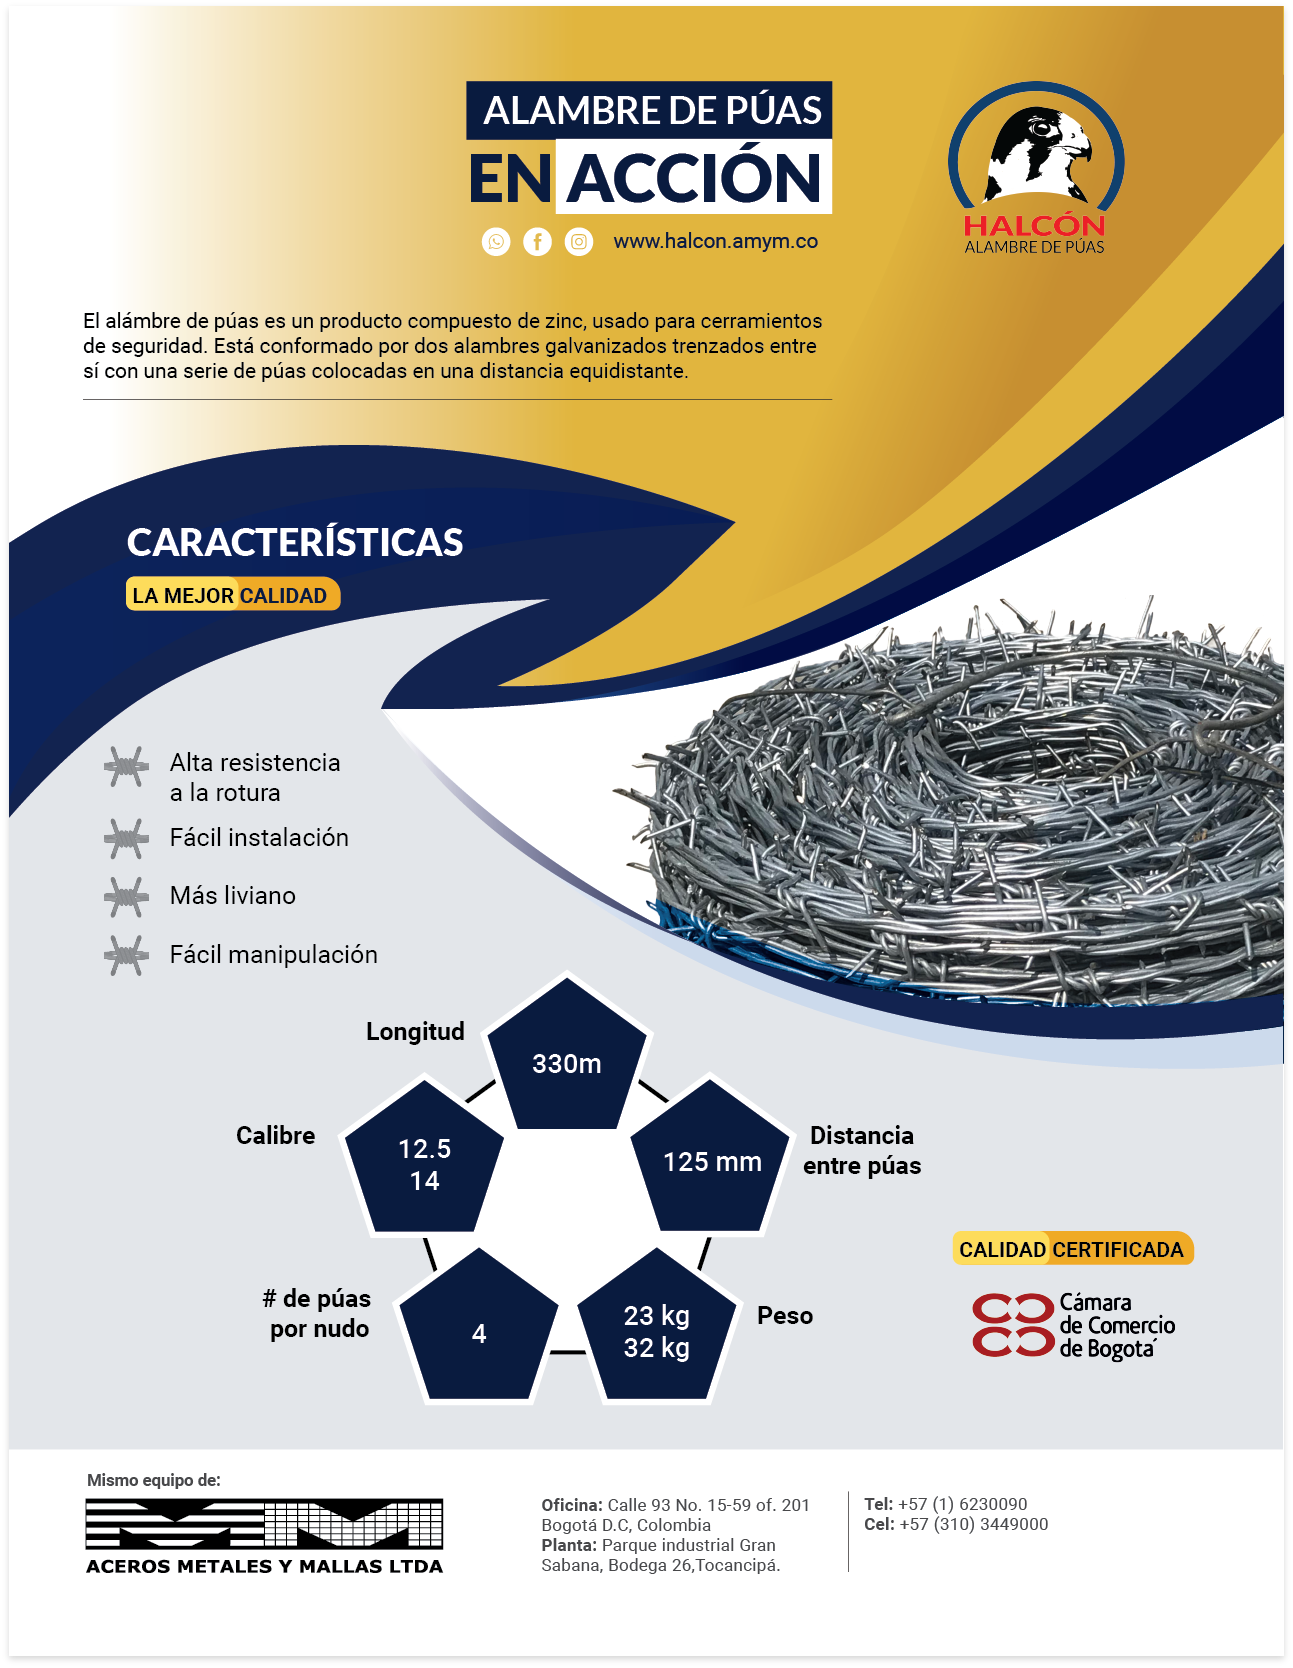 ALAMBRE DE PÚAS
EN ACCIÓN
www.halcon.amym.co
HALCÓN
ALAMBRE DE PÚAS
El alámbre de púas es un producto compuesto de zinc, usado para cerramientos
de seguridad. Está conformado por dos alambres galvanizados trenzados entre
sí con una serie de púas colocadas en una distancia equidistante.
CARACTERÍSTICAS
LA MEJOR CALIDAD
Alta resistencia
a la rotura
Fácil instalación
Más liviano
Fácil manipulación
Longitud
330m
Calibre
12.5
14
125 mm
Distancia
entre púas
# de púas
por nudo
4
23 kg
32 kg
Peso
CALIDAD CERTIFICADA
Cámara
de Comercio
de Bogotá
Mismo equipo de:
ACEROS METALES Y MALLAS LTDA
Oficina: Calle 93 No. 15-59 of. 201
Bogotá D.C, Colombia
Planta: Parque industrial Gran
Sabana, Bodega 26,Tocancipá.
Tel: +57 (1) 6230090
Cel: +57 (310) 3449000